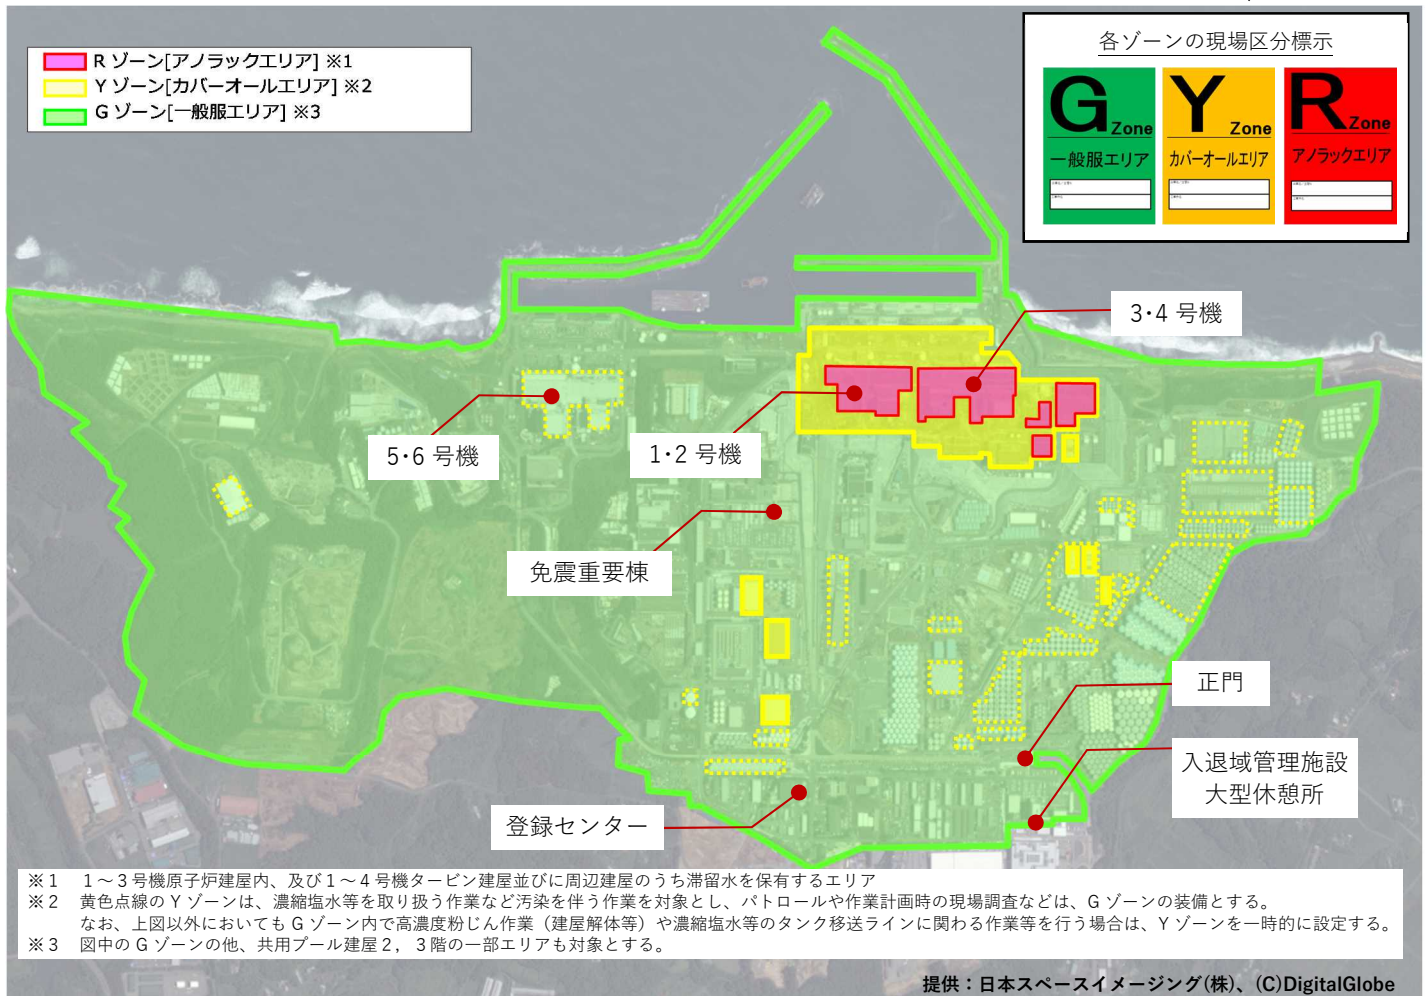 R ゾーン[アノラックエリア] ※1
Y ゾーン[カバーオールエリア] ※2
G ゾーン[一般服エリア] ※3
各ゾーンの現場区分標示
G Zone
一般服エリア
Y Zone
カバーオールエリア
R Zone
アノラックエリア
3・4 号機
5・6 号機
1・2 号機
免震重要棟
正門
入退域管理施設
大型休憩所
登録センター
※1 1～3号機原子炉建屋内、及び1～4号機タービン建屋並びに周辺建屋のうち滞留水を保有するエリア
※2 黄色点線の Y ゾーンは、濃縮塩水等を取り扱う作業など汚染を伴う作業を対象とし、パトロールや作業計画時の現場調査などは、G ゾーンの装備とする。
なお、上図以外においても G ゾーン内で高濃度粉じん作業（建屋解体等）や濃縮塩水等のタンク移送ラインに関わる作業等を行う場合は、Y ゾーンを一時的に設定する。
※3 図中の G ゾーンの他、共用プール建屋2，3階の一部エリアも対象とする。
提供：日本スペースイメージング(株)、(C)DigitalGlobe